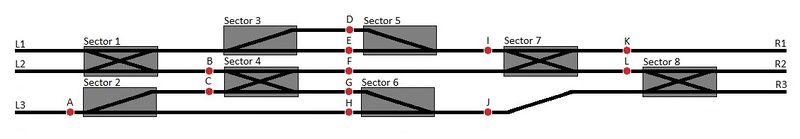 D
Sector 3 Sector 5
L1 Sector 1 E I Sector 7 K R1
L2 B Sector 4 F L Sector 8 R2
Sector 2 C G Sector 6 R3
L3 A H J